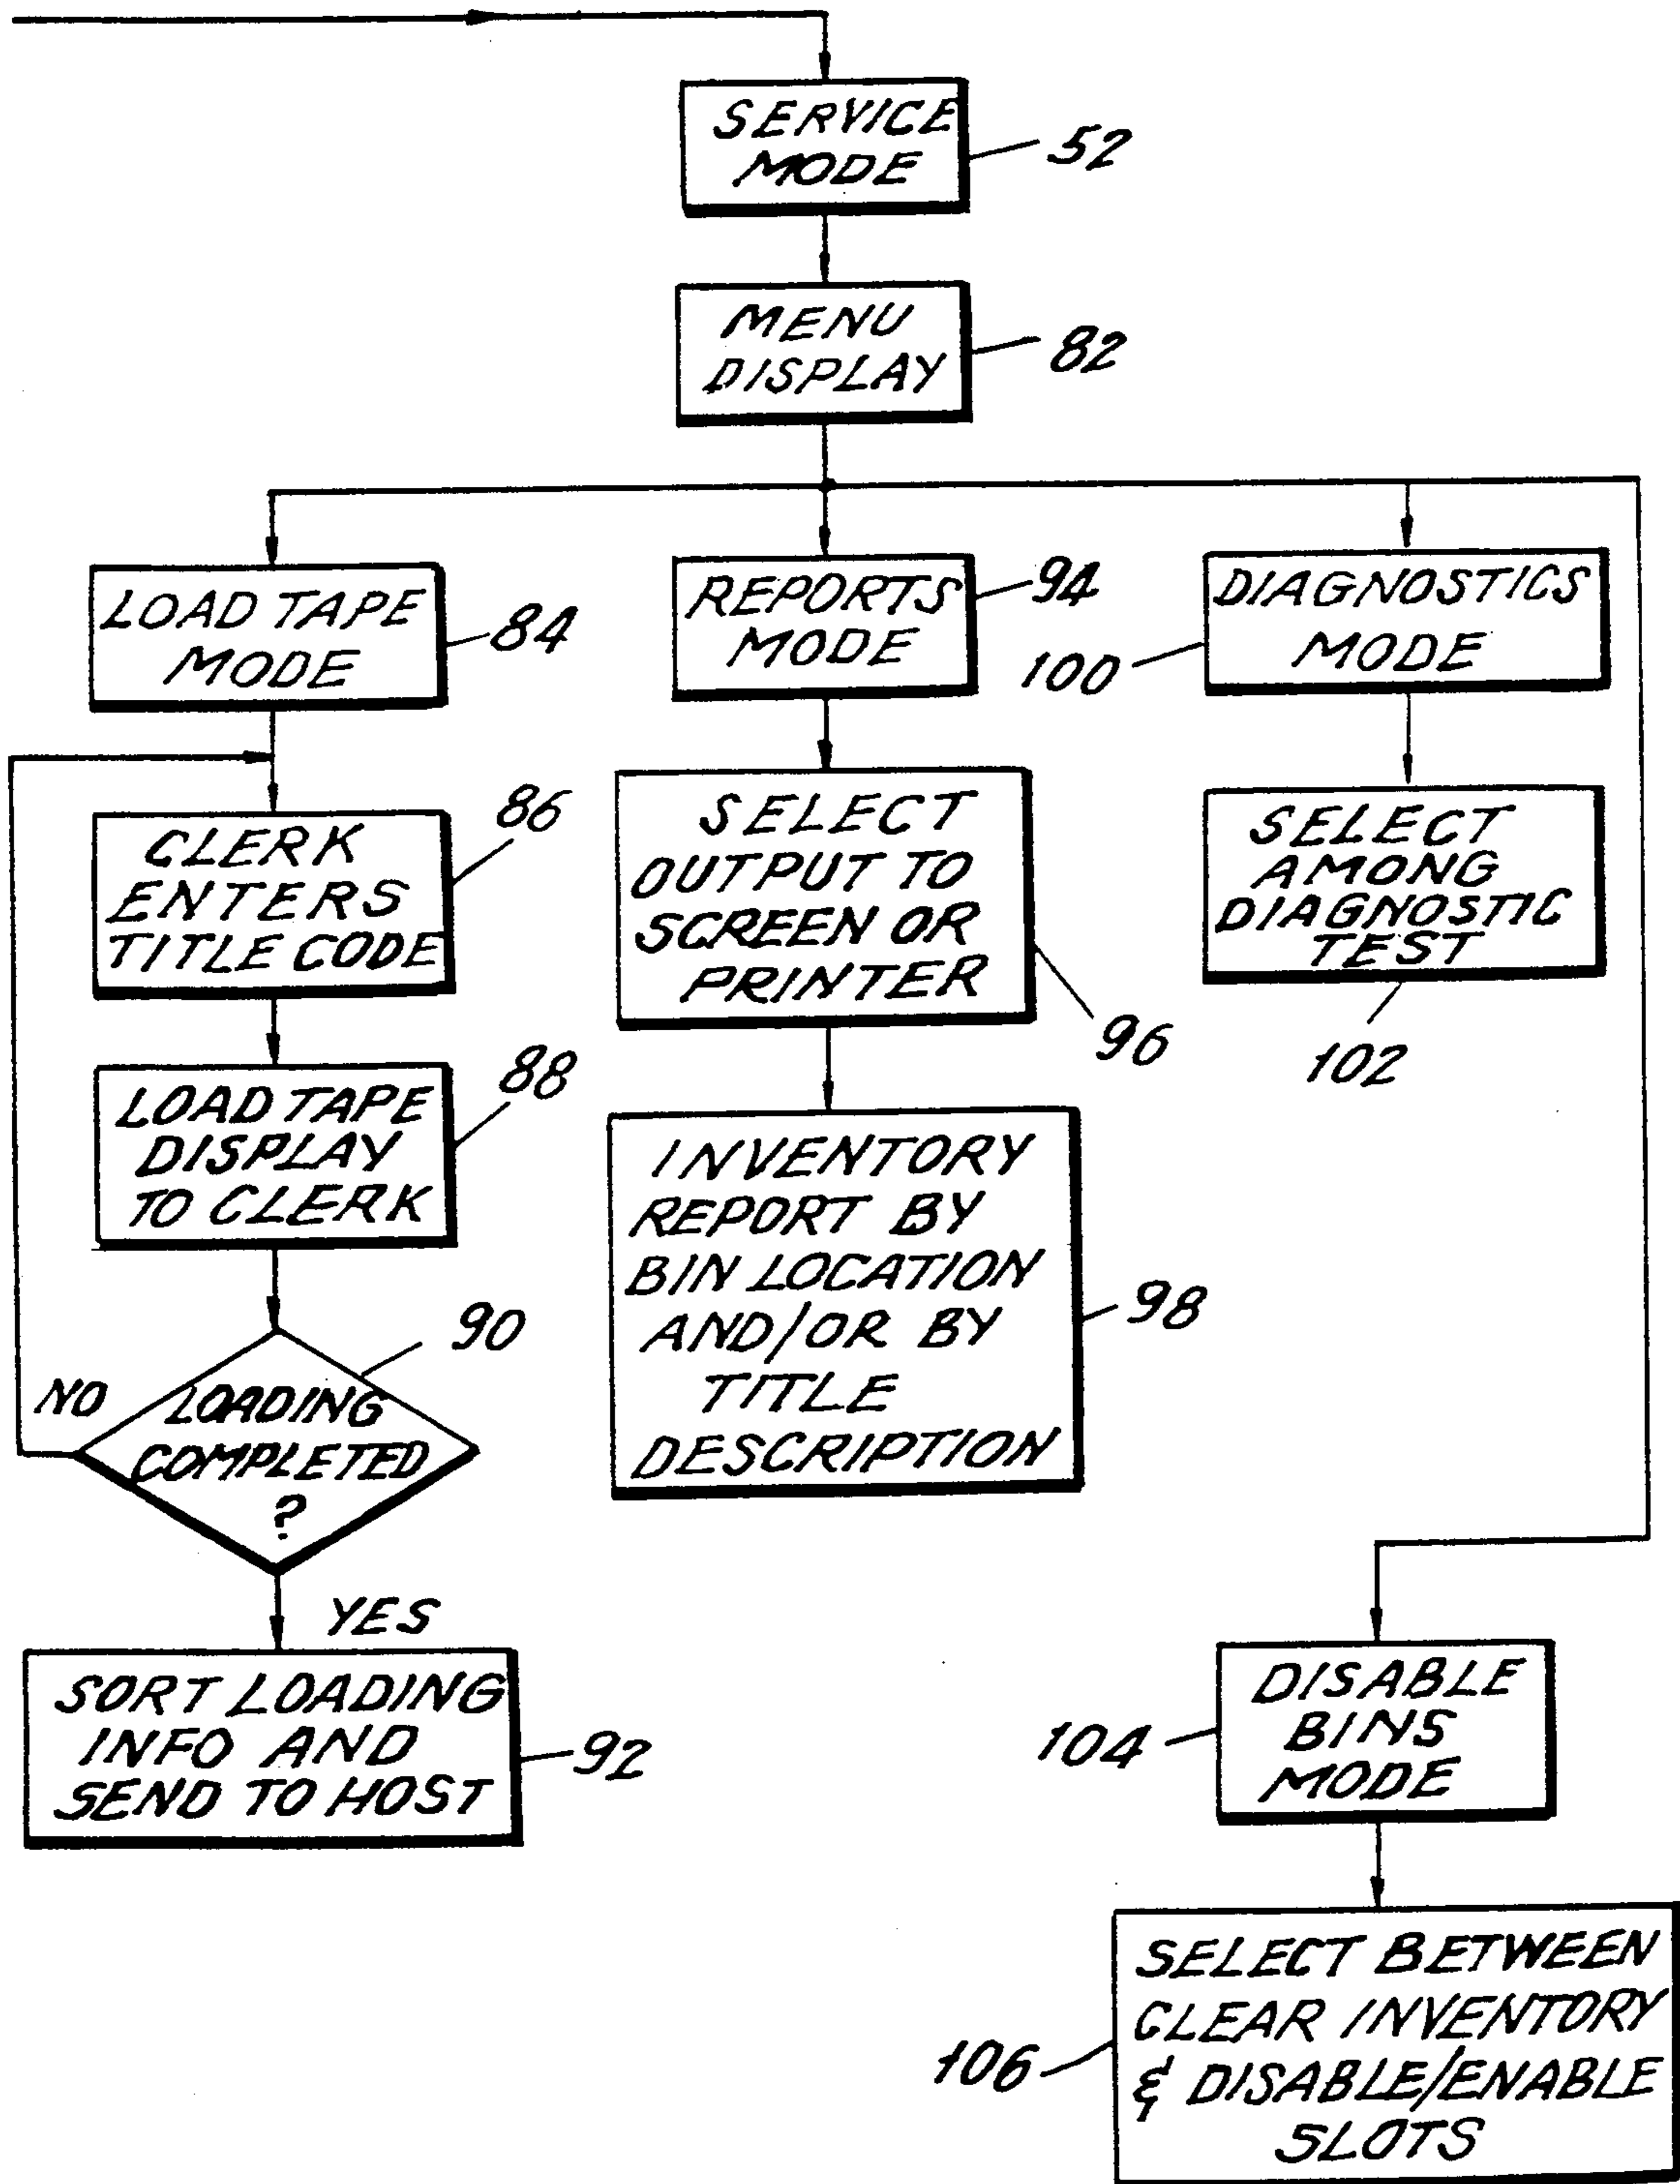 SERVICE
MODE
52
MENU
DISPLAY
82
LOAD TAPE
MODE
84
CLERK
ENTERS
TITLE CODE
86
LOAD TAPE
DISPLAY
TO CLERK
88
LOADING
COMPLETED
?
90
NO
YES
SORT LOADING
INFO AND
SEND TO HOST
92
REPORTS
MODE
94
SELECT
OUTPUT TO
SCREEN OR
PRINTER
96
INVENTORY
REPORT BY
BIN LOCATION
AND/OR BY
TITLE
DESCRIPTION
98
DIAGNOSTICS
MODE
100
SELECT
AMONG
DIAGNOSTIC
TEST
102
DISABLE
BINS
MODE
104
SELECT BETWEEN
CLEAR INVENTORY
& DISABLE/ENABLE
SLOTS
106